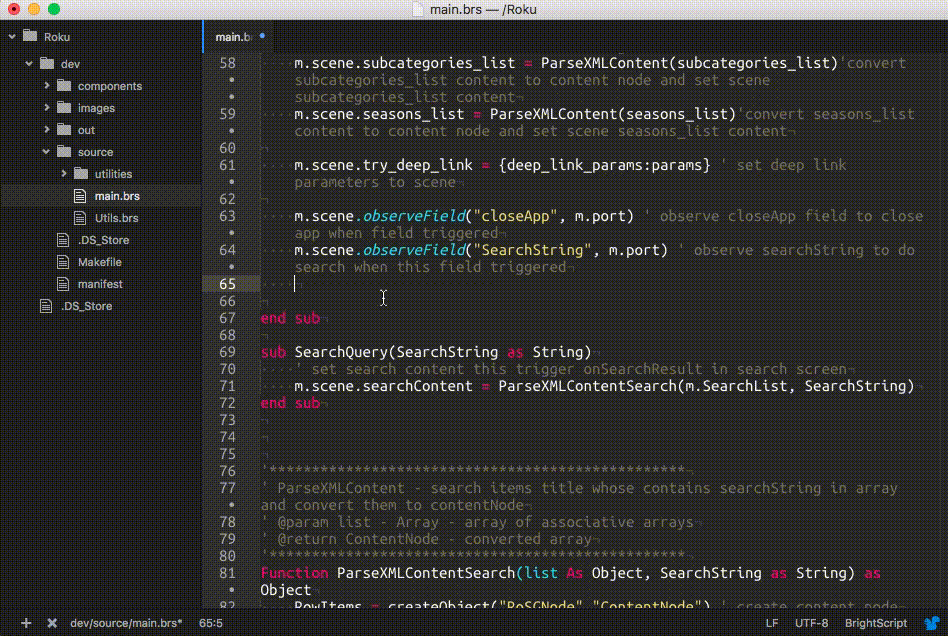 main.brs — /Roku
Roku
dev
components
images
out
source
utilities
main.brs
Utils.brs
.DS_Store
Makefile
manifest
.DS_Store
main.b
58 m.scene.subcategories_list = ParseXMLContent(subcategories_list)'convert
subcategories_list content to content node and set scene
subcategories_list content
59 m.scene.seasons_list = ParseXMLContent(seasons_list)'convert seasons_list
content to content node and set scene seasons_list content
60
61 m.scene.try_deep_link = {deep_link_params:params} ' set deep link
parameters to scene
62
63 m.scene.observeField("closeApp", m.port) ' observe closeApp field to close
app when field triggered
64 m.scene.observeField("SearchString", m.port) ' observe searchString to do
search when this field triggered
65
66
67 end sub
68
69 sub SearchQuery(SearchString as String)
70 ' set search content this trigger onSearchResult in search screen
71 m.scene.searchContent = ParseXMLContentSearch(m.SearchList, SearchString)
72 end sub
73
74
75
76 '*************************************************
77 ' ParseXMLContent - search items title whose contains searchString in array
and convert them to contentNode
78 ' @param list - Array - array of associative arrays
79 ' @return ContentNode - converted array
80 '*************************************************
81 Function ParseXMLContentSearch(list As Object, SearchString as String) as
Object
82 RowItems = createObject("RoSGNode","ContentNode") ' create content node
dev/source/main.brs* 65:5 LF UTF-8 BrightScript